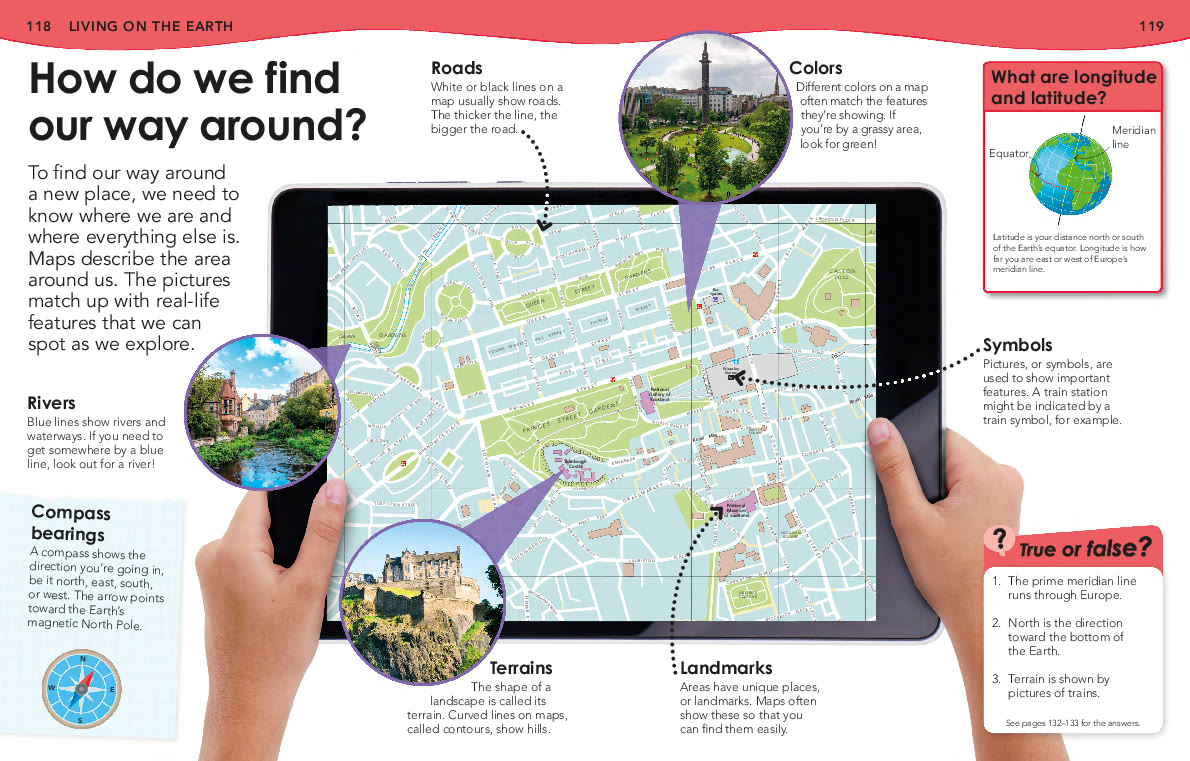 118 LIVING ON THE EARTH
119
How do we find
our way around?
To find our way around
a new place, we need to
know where we are and
where everything else is.
Maps describe the area
around us. The pictures
match up with real-life
features that we can
spot as we explore.
Roads
White or black lines on a
map usually show roads.
The thicker the line, the
bigger the road.
Colors
Different colors on a map
often match the features
they're showing. If
you're by a grassy area,
look for green!
What are longitude
and latitude?
Meridian
line
Equator
Latitude is your distance north or south
of the Earth's equator. Longitude is how
far you are east or west of Europe's
meridian line.
Symbols
Pictures, or symbols, are
used to show important
features. A train station
might be indicated by a
train symbol, for example.
Rivers
Blue lines show rivers and
waterways. If you need to
get somewhere by a blue
line, look out for a river!
Compass
bearings
A compass shows the
direction you're going in,
be it north, east, south,
or west. The arrow points
toward the Earth's
magnetic North Pole.
N
W E
S
DEAN GARDENS
QUEEN STREET GARDENS
QUEEN STREET
CALTON
PRINCES STREET GARDENS
National
Gallery of
Scotland
Waverley
Station
Edinburgh
Castle
National
Museum
of Scotland
Terrains
The shape of a
landscape is called its
terrain. Curved lines on maps,
called contours, show hills.
Landmarks
Areas have unique places,
or landmarks. Maps often
show these so that you
can find them easily.
?
True or false?
1. The prime meridian line
runs through Europe.
2. North is the direction
toward the bottom of
the Earth.
3. Terrain is shown by
pictures of trains.
See pages 132–133 for the answers.